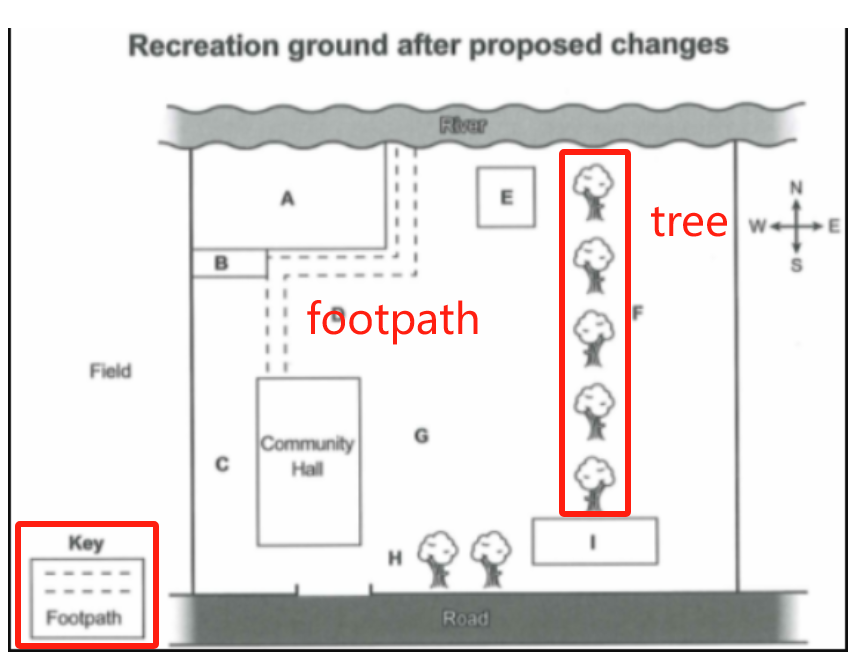 Recreation ground after proposed changes
River
A
E
tree
N
W E
S
B
D
footpath
F
Field
Community
Hall
G
C
Key
Footpath
H
I
Road